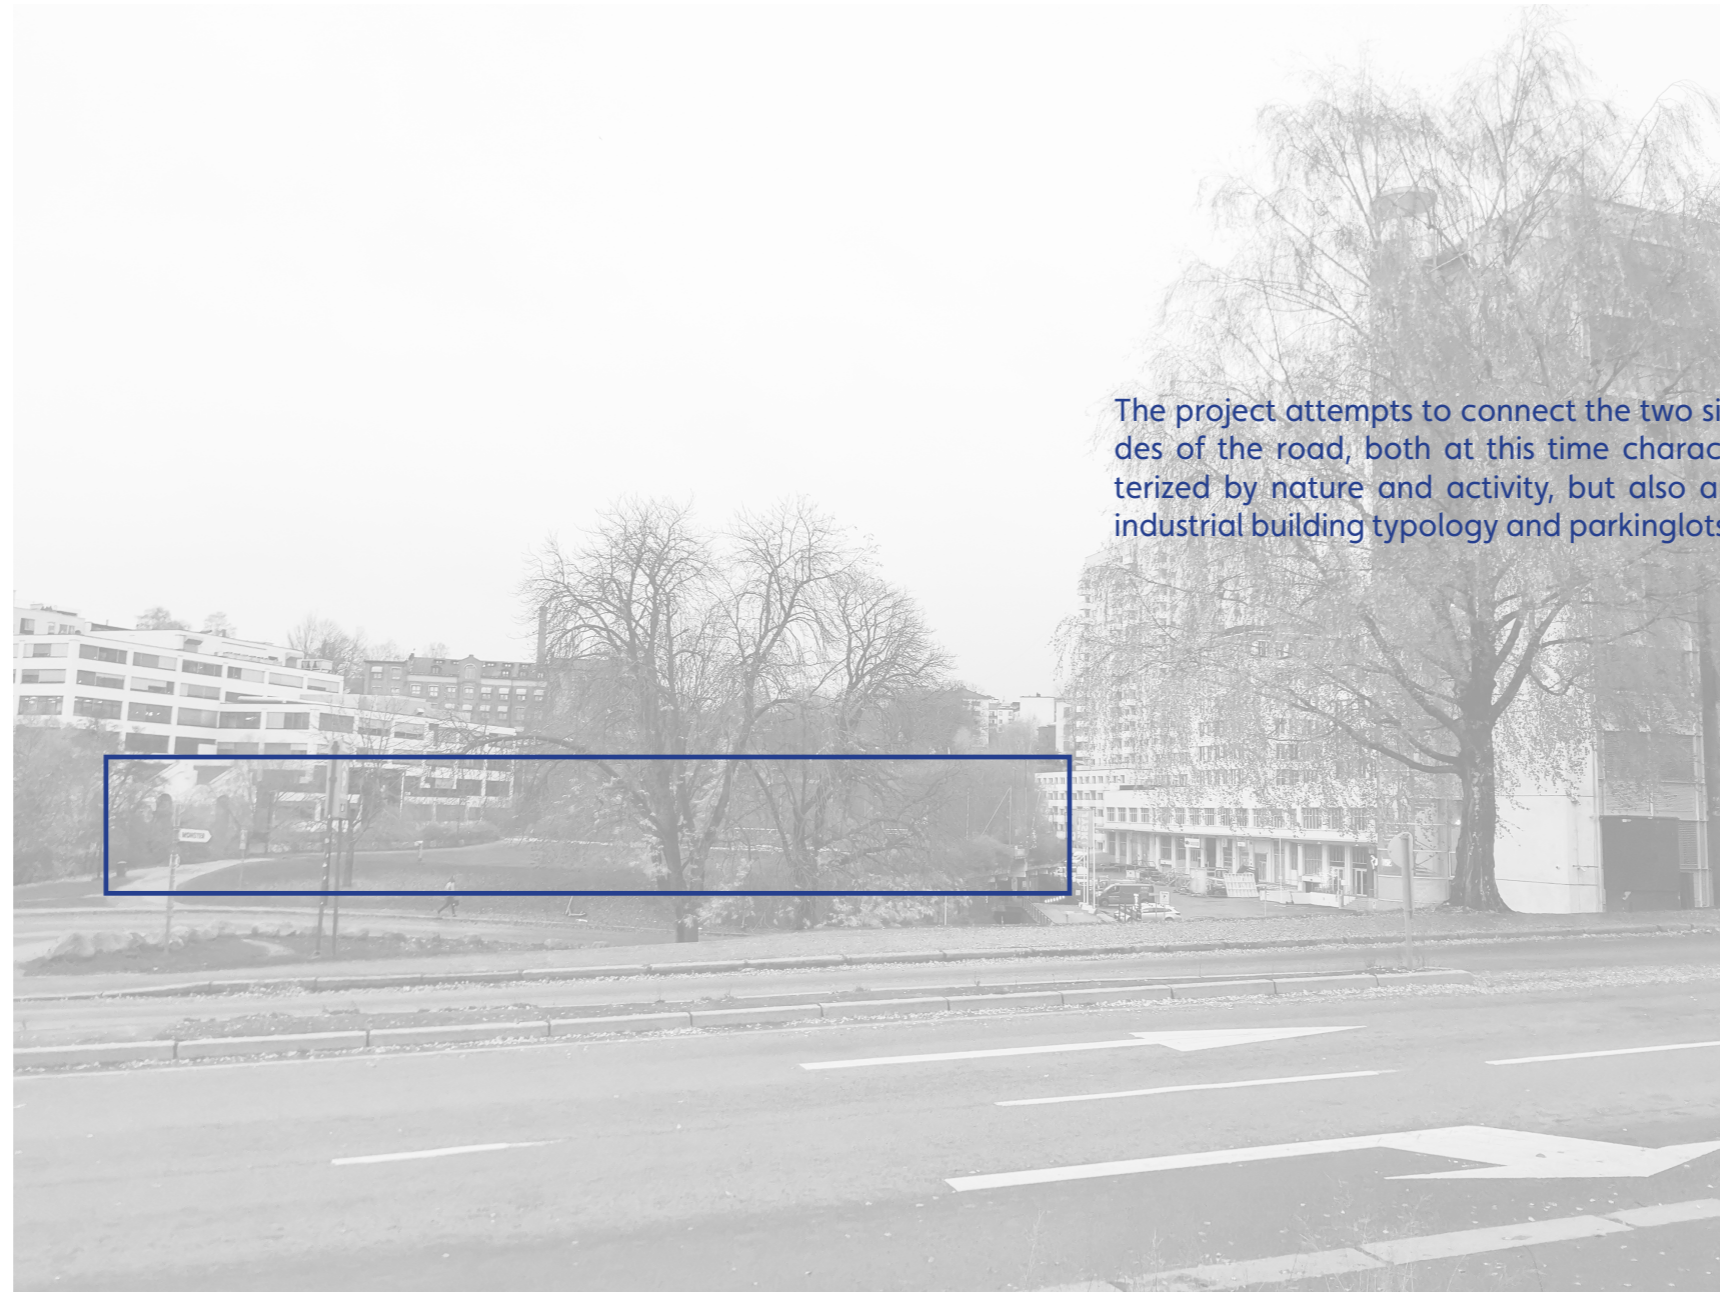 The project attempts to connect the two si
des of the road, both at this time charac
terized by nature and activity, but also a
industrial building typology and parkinglots